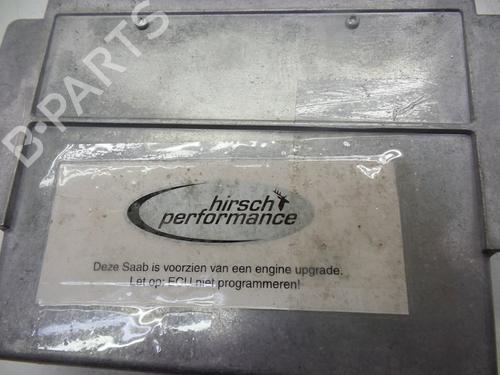 B-PARTS
hirsch
performance
Deze Saab is voorzien van een engine upgrade.
Let op: ECU niet programmeren!